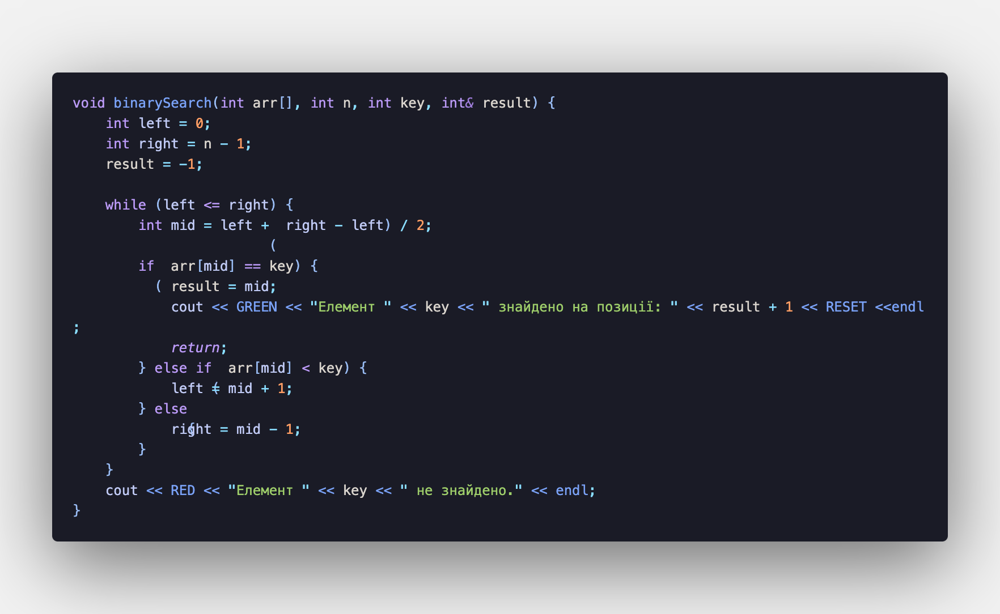 void binarySearch(int arr[], int n, int key, int& result) {
    int left = 0;
    int right = n - 1;
    result = -1;

    while (left <= right) {
        int mid = left + (right - left) / 2;

        if (arr[mid] == key) {
            result = mid;
            cout << GREEN << "Елемент " << key << " знайдено на позиції: " << result + 1 << RESET <<endl
;
            return;
        } else if (arr[mid] < key) {
            left = mid + 1;
        } else {
            right = mid - 1;
        }
    }
    cout << RED << "Елемент " << key << " не знайдено." << endl;
}